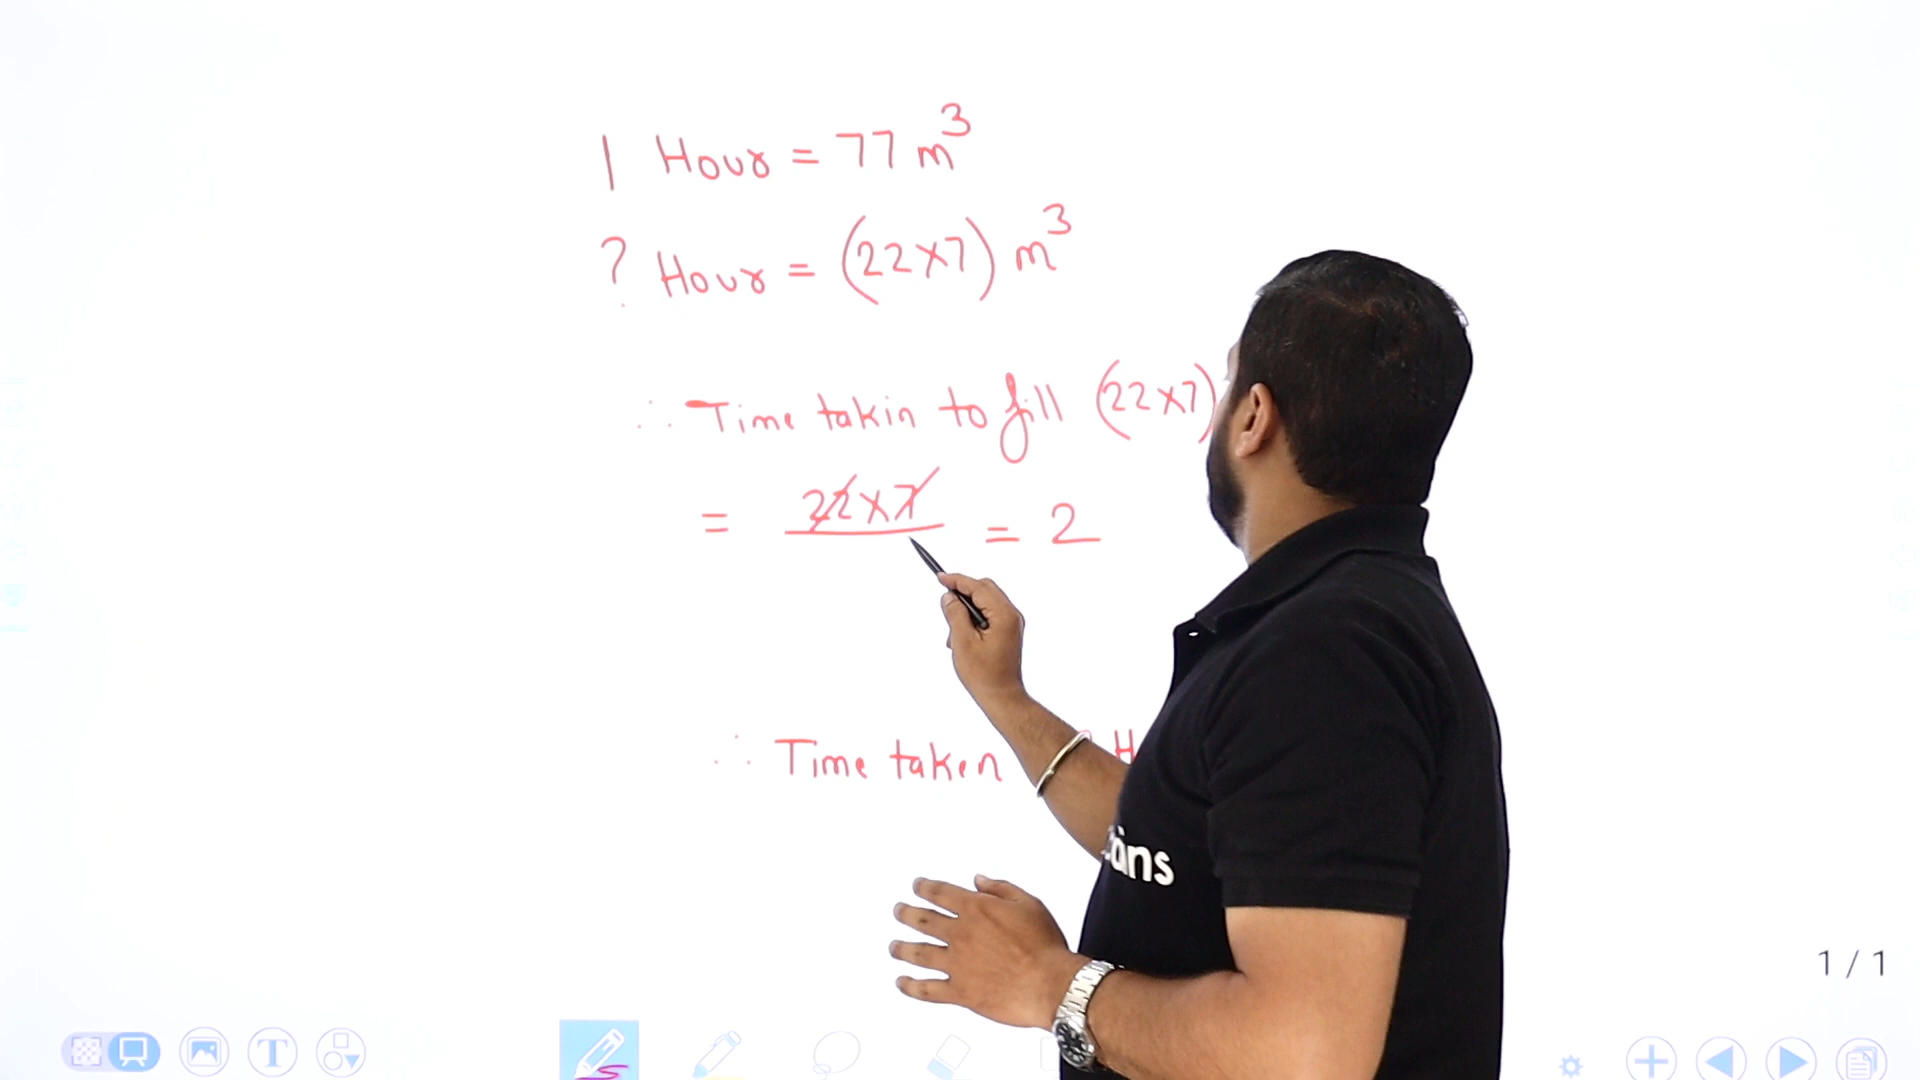 1 Hour = 77 m³
? Hour = (22×7) m³
∴ Time takin to fill (22×7)
= 22×7 = 2
∴ Time taken H
ans
1 / 1
T